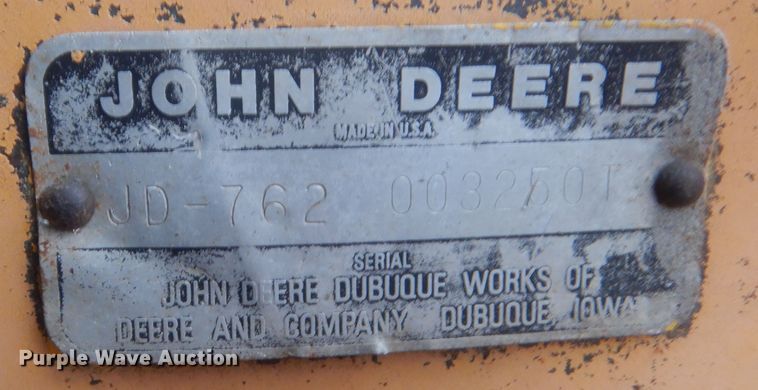 JOHN DEERE
MADE IN U.S.A.
JD-762 003250T
SERIAL
JOHN DEERE DUBUQUE WORKS OF
DEERE AND COMPANY DUBUQUE, IOWA
Purple Wave Auction